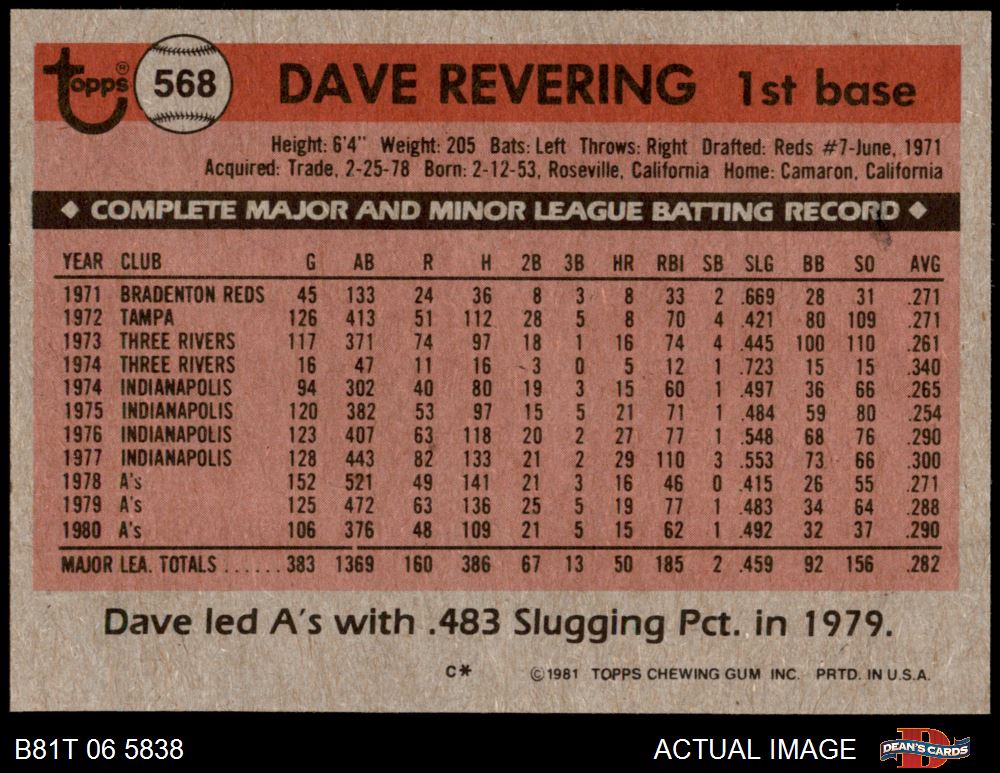 topps® 568 DAVE REVERING 1st base
Height: 6'4" Weight: 205 Bats: Left Throws: Right Drafted: Reds #7-June, 1971
Acquired: Trade, 2-25-78 Born: 2-12-53, Roseville, California Home: Camaron, California
◆ COMPLETE MAJOR AND MINOR LEAGUE BATTING RECORD ◆
YEAR CLUB G AB R H 2B 3B HR RBI SB SLG BB SO AVG
1971 BRADENTON REDS 45 133 24 36 8 3 8 33 2 .669 28 31 .271
1972 TAMPA 126 413 51 112 28 5 8 70 4 .421 80 109 .271
1973 THREE RIVERS 117 371 74 97 18 1 16 74 4 .445 100 110 .261
1974 THREE RIVERS 16 47 11 16 3 0 5 12 1 .723 15 15 .340
1974 INDIANAPOLIS 94 302 40 80 19 3 15 60 1 .497 36 66 .265
1975 INDIANAPOLIS 120 382 53 97 15 5 21 71 1 .484 59 80 .254
1976 INDIANAPOLIS 123 407 63 118 20 2 27 77 1 .548 68 76 .290
1977 INDIANAPOLIS 128 443 82 133 21 2 29 110 3 .553 73 66 .300
1978 A's 152 521 49 141 21 3 16 46 0 .415 26 55 .271
1979 A's 125 472 63 136 25 5 19 77 1 .483 34 64 .288
1980 A's 106 376 48 109 21 5 15 62 1 .492 32 37 .290
MAJOR LEA. TOTALS ...... 383 1369 160 386 67 13 50 185 2 .459 92 156 .282
Dave led A's with .483 Slugging Pct. in 1979.
C* ©1981 TOPPS CHEWING GUM INC. PRTD. IN U.S.A.
B81T 06 5838 ACTUAL IMAGE DEAN'S CARDS